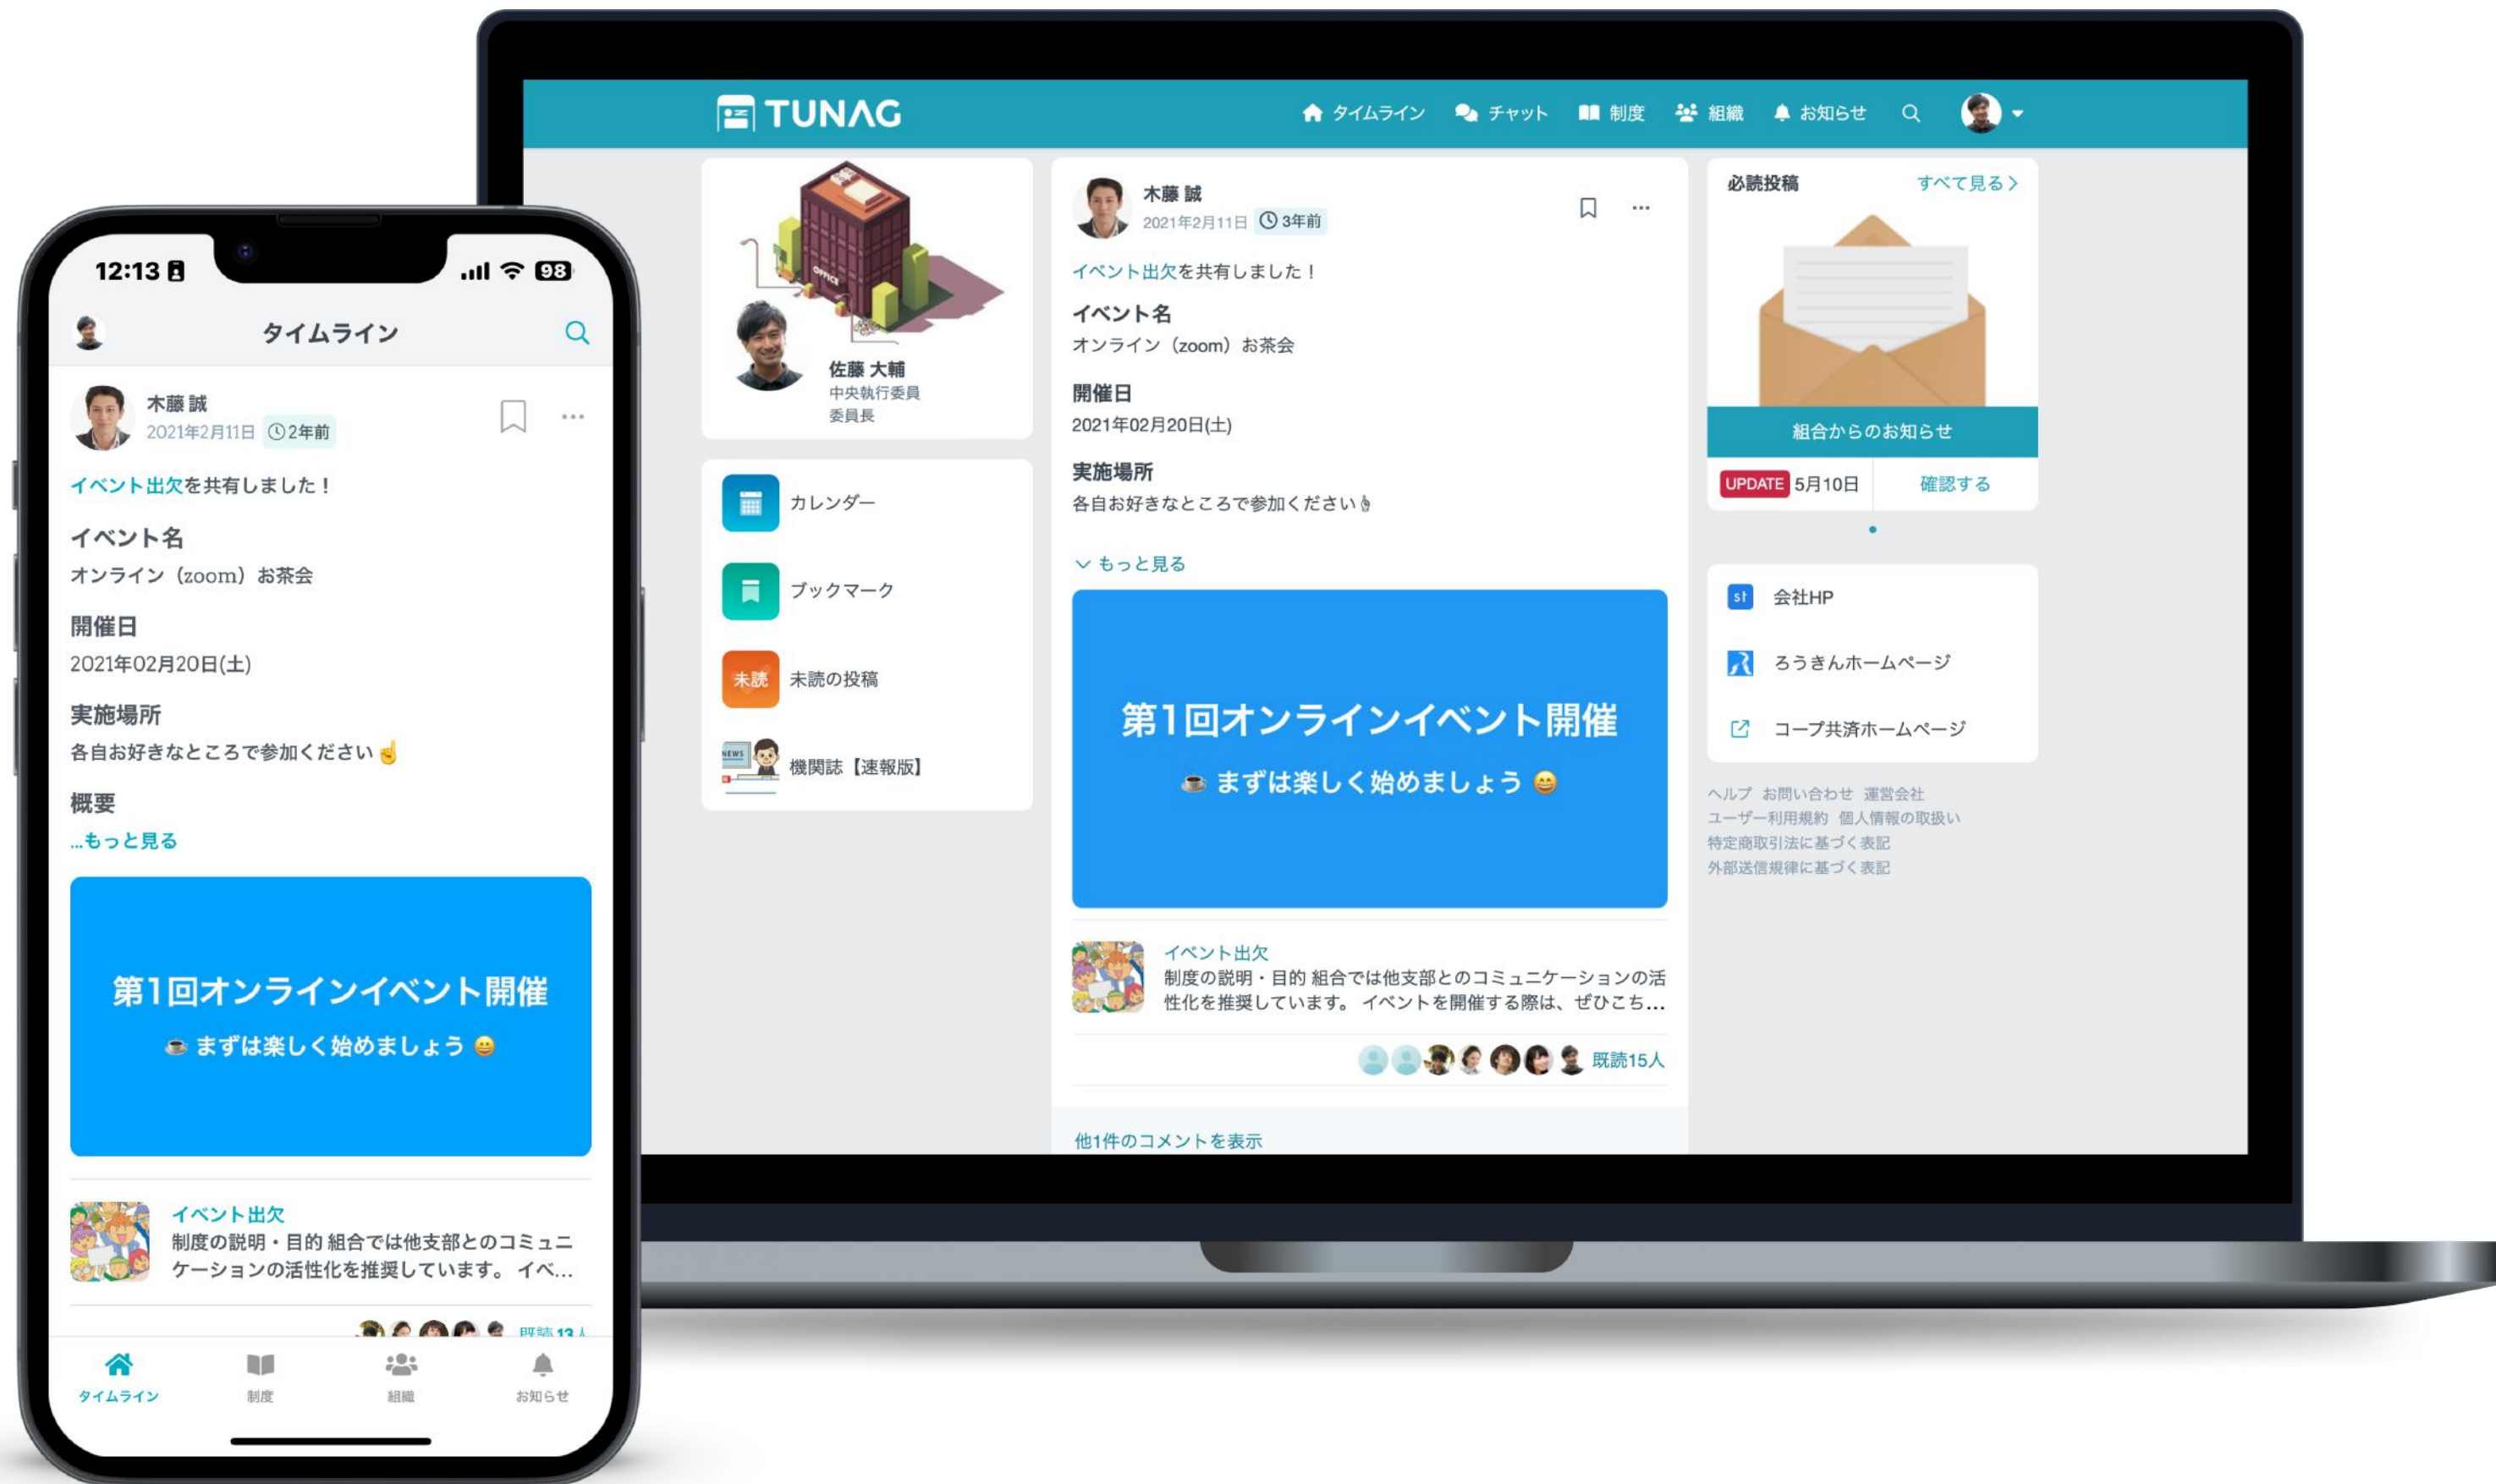 12:13
98
タイムライン
木藤 誠
2021年2月11日 2年前
イベント出欠を共有しました！
イベント名
オンライン（zoom）お茶会
開催日
2021年02月20日(土)
実施場所
各自お好きなところで参加ください☝
概要
...もっと見る
第1回オンラインイベント開催
☕ まずは楽しく始めましょう 😄
イベント出欠
制度の説明・目的 組合では他支部とのコミュニ
ケーションの活性化を推奨しています。 イベ...
既読 13人
タイムライン
制度
組織
お知らせ
TUNAG
タイムライン
チャット
制度
組織
お知らせ
OFFICE
佐藤 大輔
中央執行委員
委員長
カレンダー
ブックマーク
未読
未読の投稿
NEWS
機関誌【速報版】
木藤 誠
2021年2月11日 3年前
イベント出欠を共有しました！
イベント名
オンライン（zoom）お茶会
開催日
2021年02月20日(土)
実施場所
各自お好きなところで参加ください☝
もっと見る
第1回オンラインイベント開催
☕ まずは楽しく始めましょう 😄
イベント出欠
制度の説明・目的 組合では他支部とのコミュニケーションの活
性化を推奨しています。 イベントを開催する際は、ぜひこち...
既読15人
他1件のコメントを表示
必読投稿
すべて見る
組合からのお知らせ
UPDATE 5月10日
確認する
st
会社HP
ろうきんホームページ
コープ共済ホームページ
ヘルプ お問い合わせ 運営会社
ユーザー利用規約 個人情報の取扱い
特定商取引法に基づく表記
外部送信規律に基づく表記